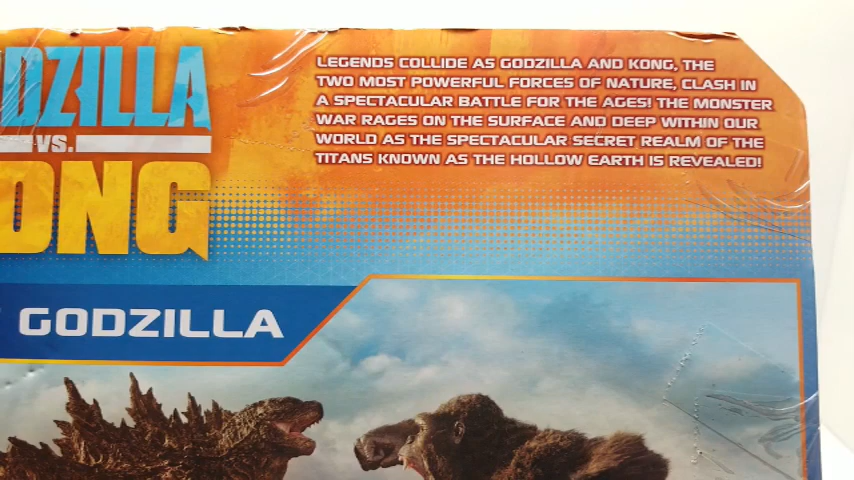 DZILLA
VS.
ONG
LEGENDS COLLIDE AS GODZILLA AND KONG, THE
TWO MOST POWERFUL FORCES OF NATURE, CLASH IN
A SPECTACULAR BATTLE FOR THE AGES! THE MONSTER
WAR RAGES ON THE SURFACE AND DEEP WITHIN OUR
WORLD AS THE SPECTACULAR SECRET REALM OF THE
TITANS KNOWN AS THE HOLLOW EARTH IS REVEALED!
GODZILLA